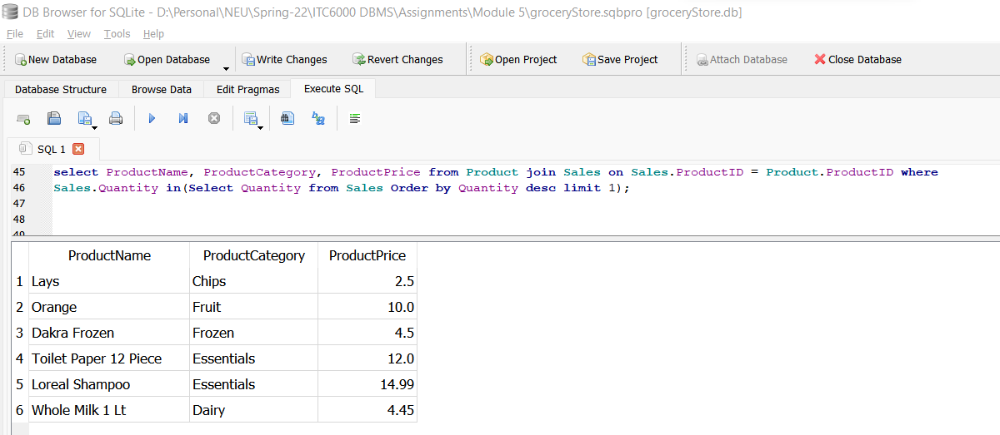 DB Browser for SQLite - D:\Personal\NEU\Spring-22\ITC6000 DBMS\Assignments\Module 5\groceryStore.sqbpro [groceryStore.db]
File Edit View Tools Help
New Database Open Database Write Changes Revert Changes Open Project Save Project Attach Database Close Database
Database Structure Browse Data Edit Pragmas Execute SQL
SQL 1
45 select ProductName, ProductCategory, ProductPrice from Product join Sales on Sales.ProductID = Product.ProductID where
46 Sales.Quantity in(Select Quantity from Sales Order by Quantity desc limit 1);
47
48
49
ProductName ProductCategory ProductPrice
1 Lays Chips 2.5
2 Orange Fruit 10.0
3 Dakra Frozen Frozen 4.5
4 Toilet Paper 12 Piece Essentials 12.0
5 Loreal Shampoo Essentials 14.99
6 Whole Milk 1 Lt Dairy 4.45